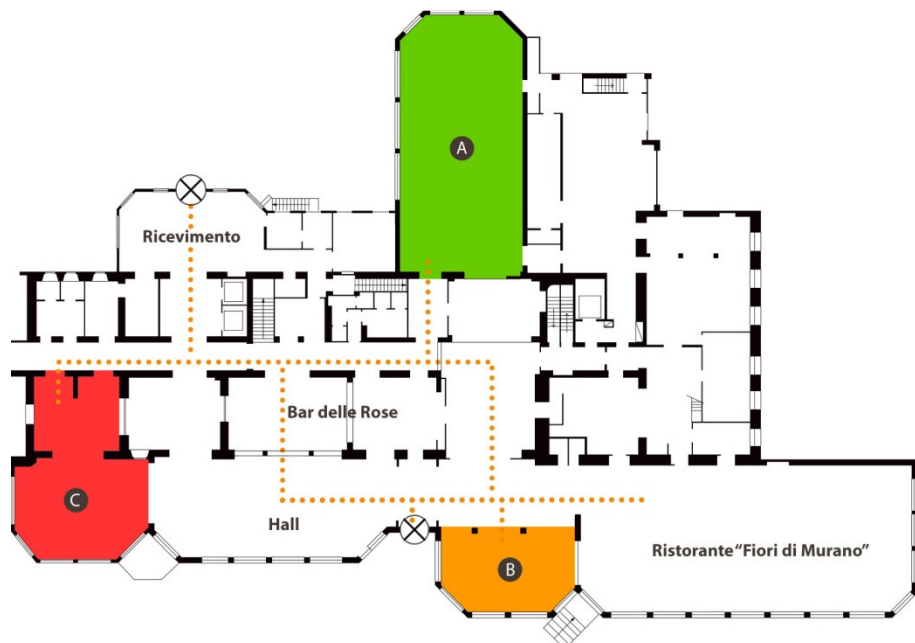 A
Ricevimento
Bar delle Rose
C
Hall
Ristorante “Fiori di Murano”
B